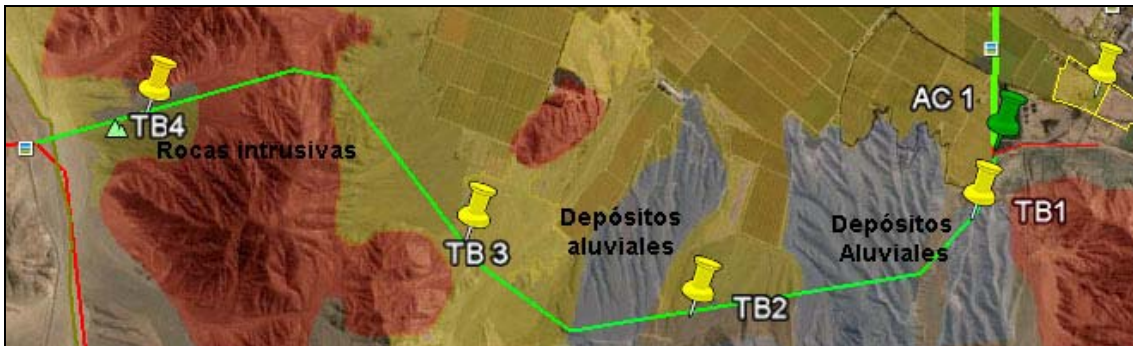 AC 1
TB4
Rocas intrusivas
TB1
Depósitos
aluviales
Depósitos
Aluviales
TB 3
TB2